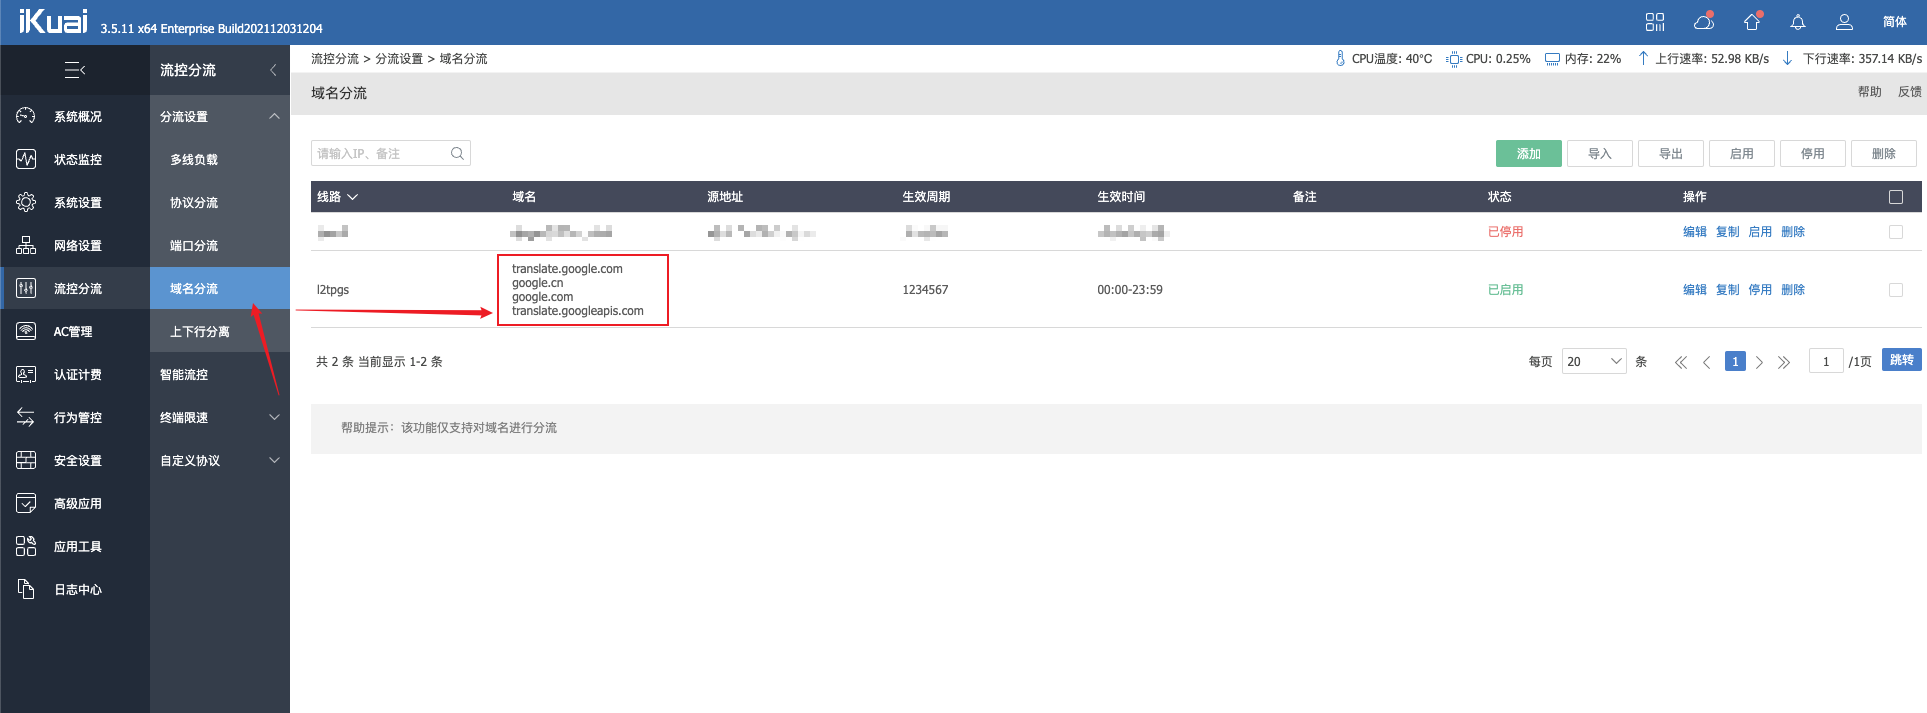 iKuai 3.5.11 x64 Enterprise Build202112031204
简体
流控分流
流控分流 > 分流设置 > 域名分流
CPU温度: 40°C CPU: 0.25% 内存: 22% 上行速率: 52.98 KB/s 下行速率: 357.14 KB/s
域名分流
帮助 反馈
系统概况
状态监控
系统设置
网络设置
流控分流
AC管理
认证计费
行为管控
安全设置
高级应用
应用工具
日志中心
分流设置
多线负载
协议分流
端口分流
域名分流
上下行分离
智能流控
终端限速
自定义协议
请输入IP、备注
添加 导入 导出 启用 停用 删除
线路 域名 源地址 生效周期 生效时间 备注 状态 操作
已停用 编辑 复制 启用 删除
l2tpgs
translate.google.com
google.cn
google.com
translate.googleapis.com
1234567 00:00-23:59 已启用 编辑 复制 停用 删除
共 2 条 当前显示 1-2 条
每页 20 条 1 1 /1页 跳转
帮助提示：该功能仅支持对域名进行分流